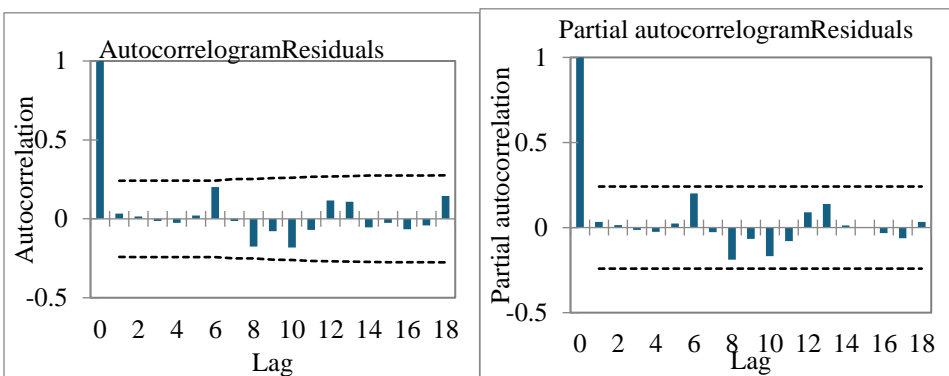 AutocorrelogramResiduals
1
0.5
0
-0.5
Autocorrelation
0 2 4 6 8 10 12 14 16 18
Lag
Partial autocorrelogramResiduals
1
0.5
0
-0.5
Partial autocorrelation
0 2 4 6 8 10 12 14 16 18
Lag